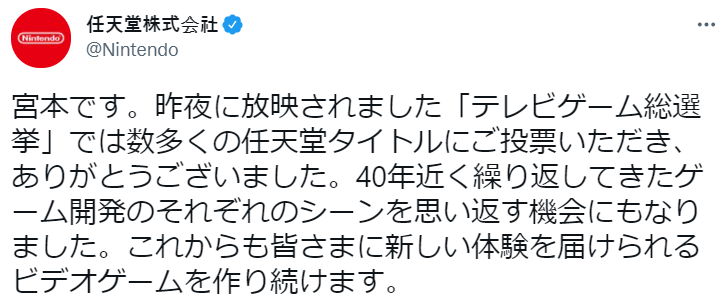 Nintendo
任天堂株式会社
@Nintendo
宮本です。昨夜に放映されました「テレビゲーム総選
挙」では数多くの任天堂タイトルにご投票いただき、
ありがとうございました。40年近く繰り返してきたゲ
ーム開発のそれぞれのシーンを思い返す機会にもなり
ました。これからも皆さまに新しい体験を届けられる
ビデオゲームを作り続けます。